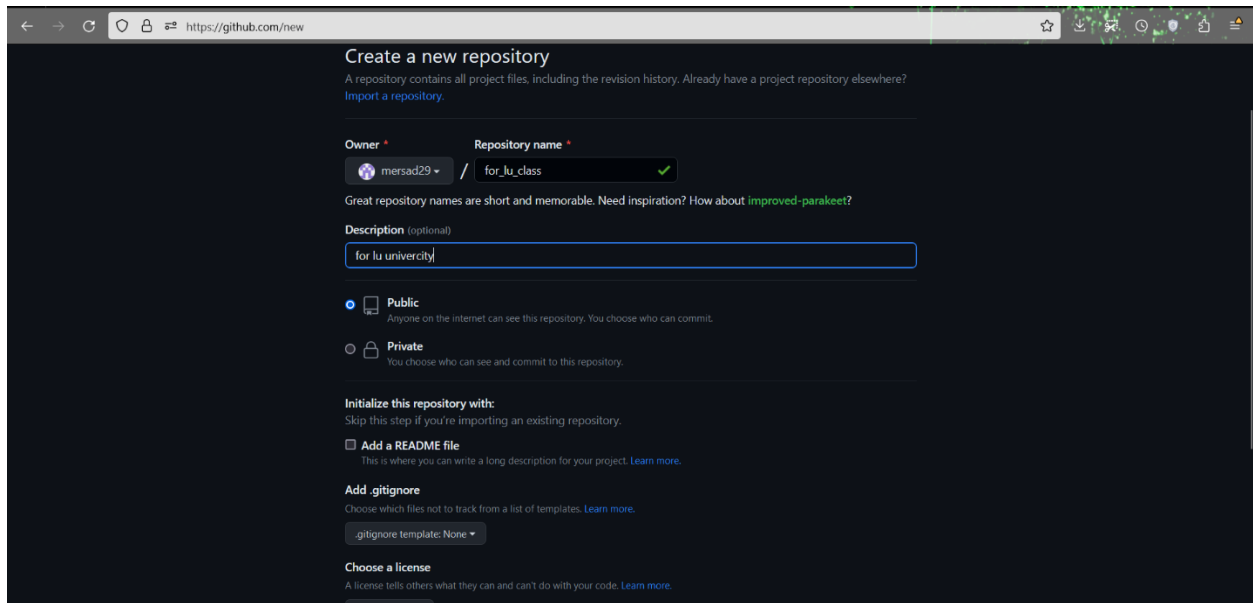 https://github.com/new
Create a new repository
A repository contains all project files, including the revision history. Already have a project repository elsewhere?
Import a repository.
Owner * Repository name *
mersad29 / for_lu_class
Great repository names are short and memorable. Need inspiration? How about improved-parakeet?
Description (optional)
for lu univercity
Public
Anyone on the internet can see this repository. You choose who can commit.
Private
You choose who can see and commit to this repository.
Initialize this repository with:
Skip this step if you're importing an existing repository.
Add a README file
This is where you can write a long description for your project. Learn more.
Add .gitignore
Choose which files not to track from a list of templates. Learn more.
.gitignore template: None
Choose a license
A license tells others what they can and can't do with your code. Learn more.